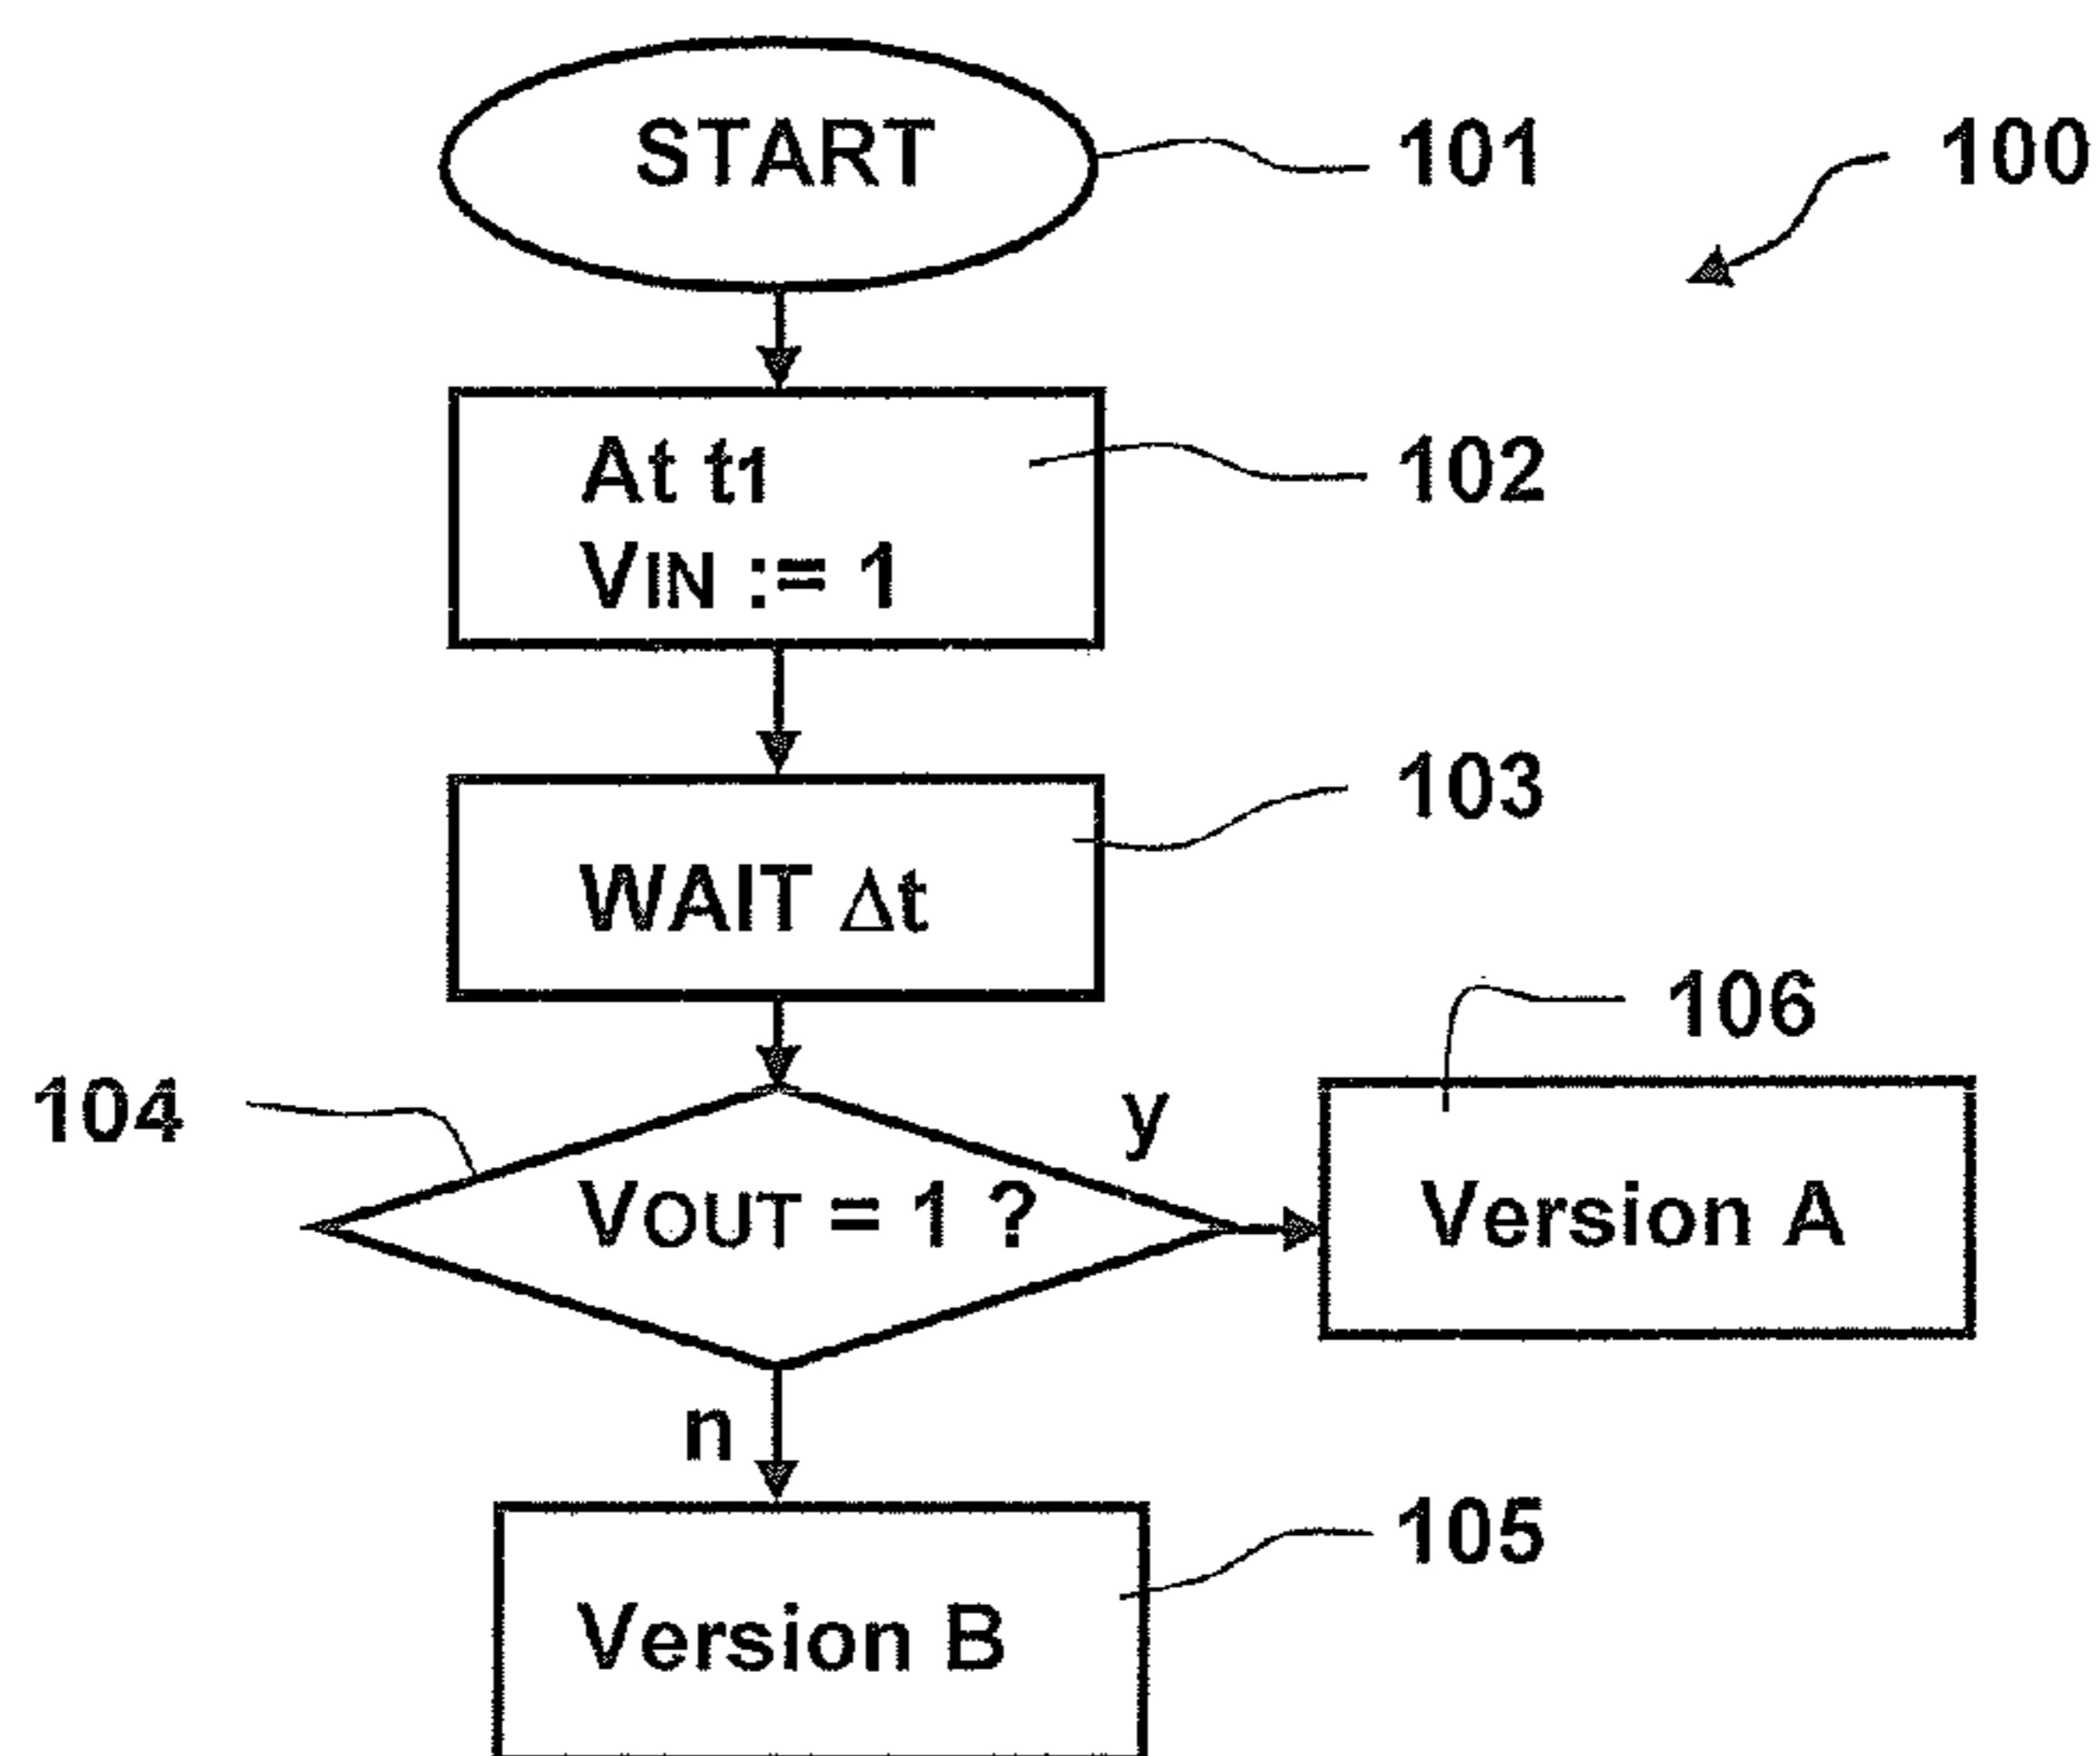 START
101
100
At t1
102
VIN := 1
103
WAIT Δt
106
104
y
VOUT = 1 ?
Version A
n
105
Version B